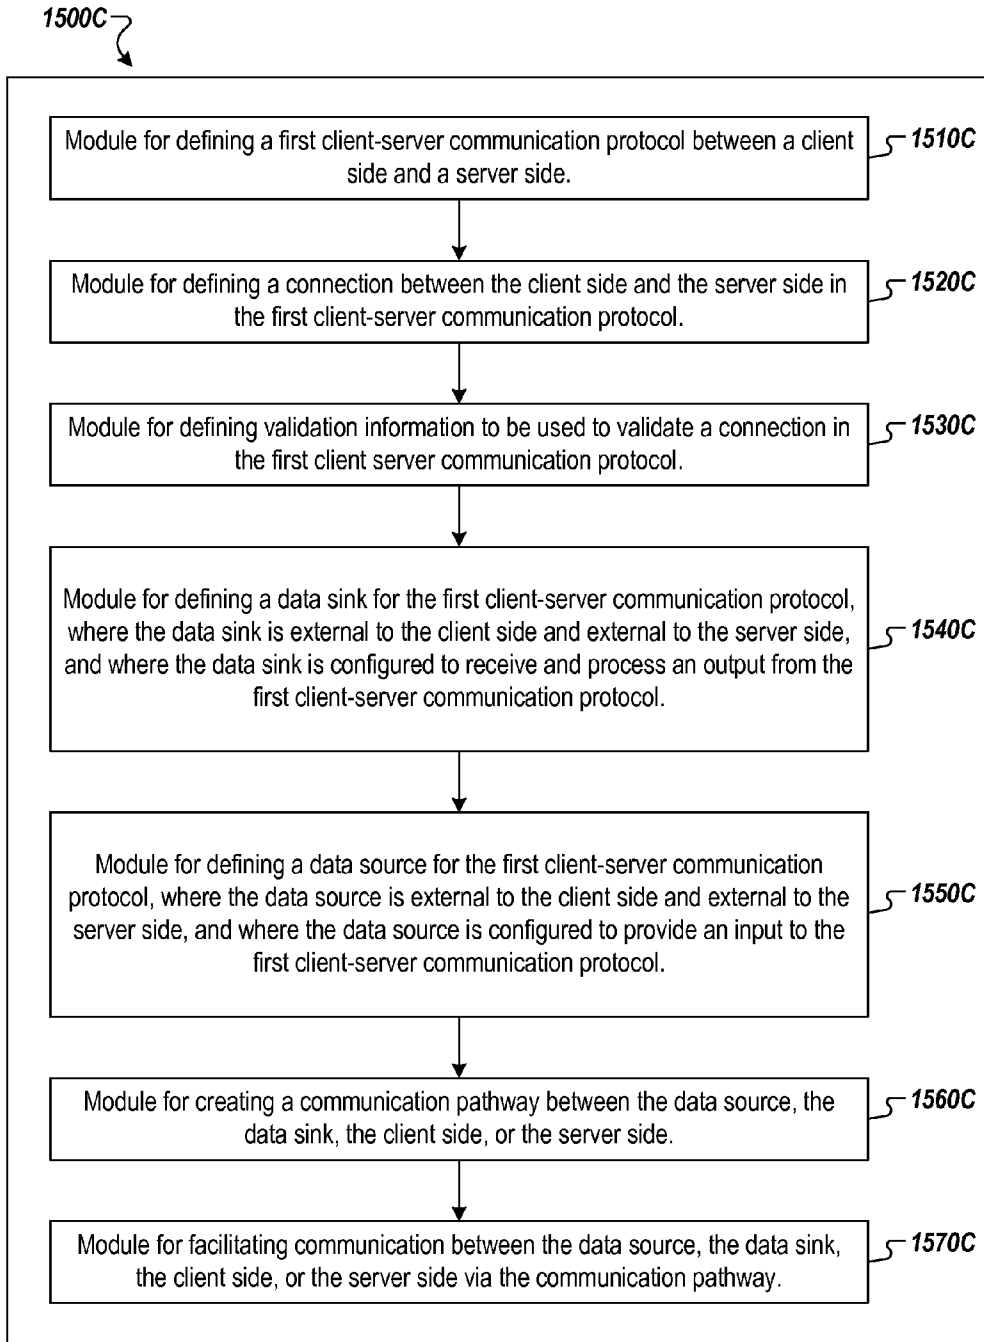 1500C
Module for defining a first client-server communication protocol between a client
side and a server side.
1510C
Module for defining a connection between the client side and the server side in
the first client-server communication protocol.
1520C
Module for defining validation information to be used to validate a connection in
the first client server communication protocol.
1530C
Module for defining a data sink for the first client-server communication protocol,
where the data sink is external to the client side and external to the server side,
and where the data sink is configured to receive and process an output from the
first client-server communication protocol.
1540C
Module for defining a data source for the first client-server communication
protocol, where the data source is external to the client side and external to the
server side, and where the data source is configured to provide an input to the
first client-server communication protocol.
1550C
Module for creating a communication pathway between the data source, the
data sink, the client side, or the server side.
1560C
Module for facilitating communication between the data source, the data sink,
the client side, or the server side via the communication pathway.
1570C